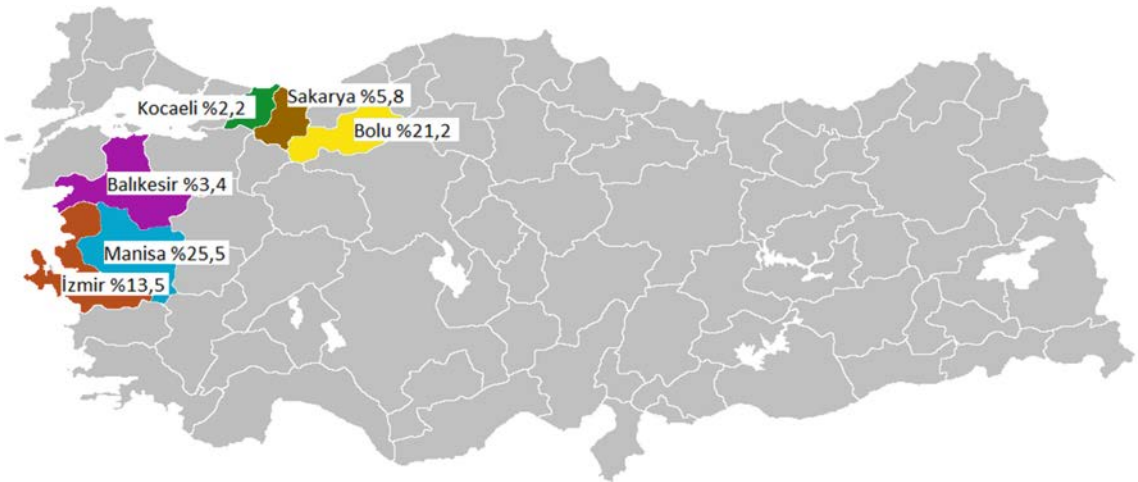 Sakarya %5,8
Kocaeli %2,2
Bolu %21,2
Balıkesir %3,4
Manisa %25,5
İzmir %13,5